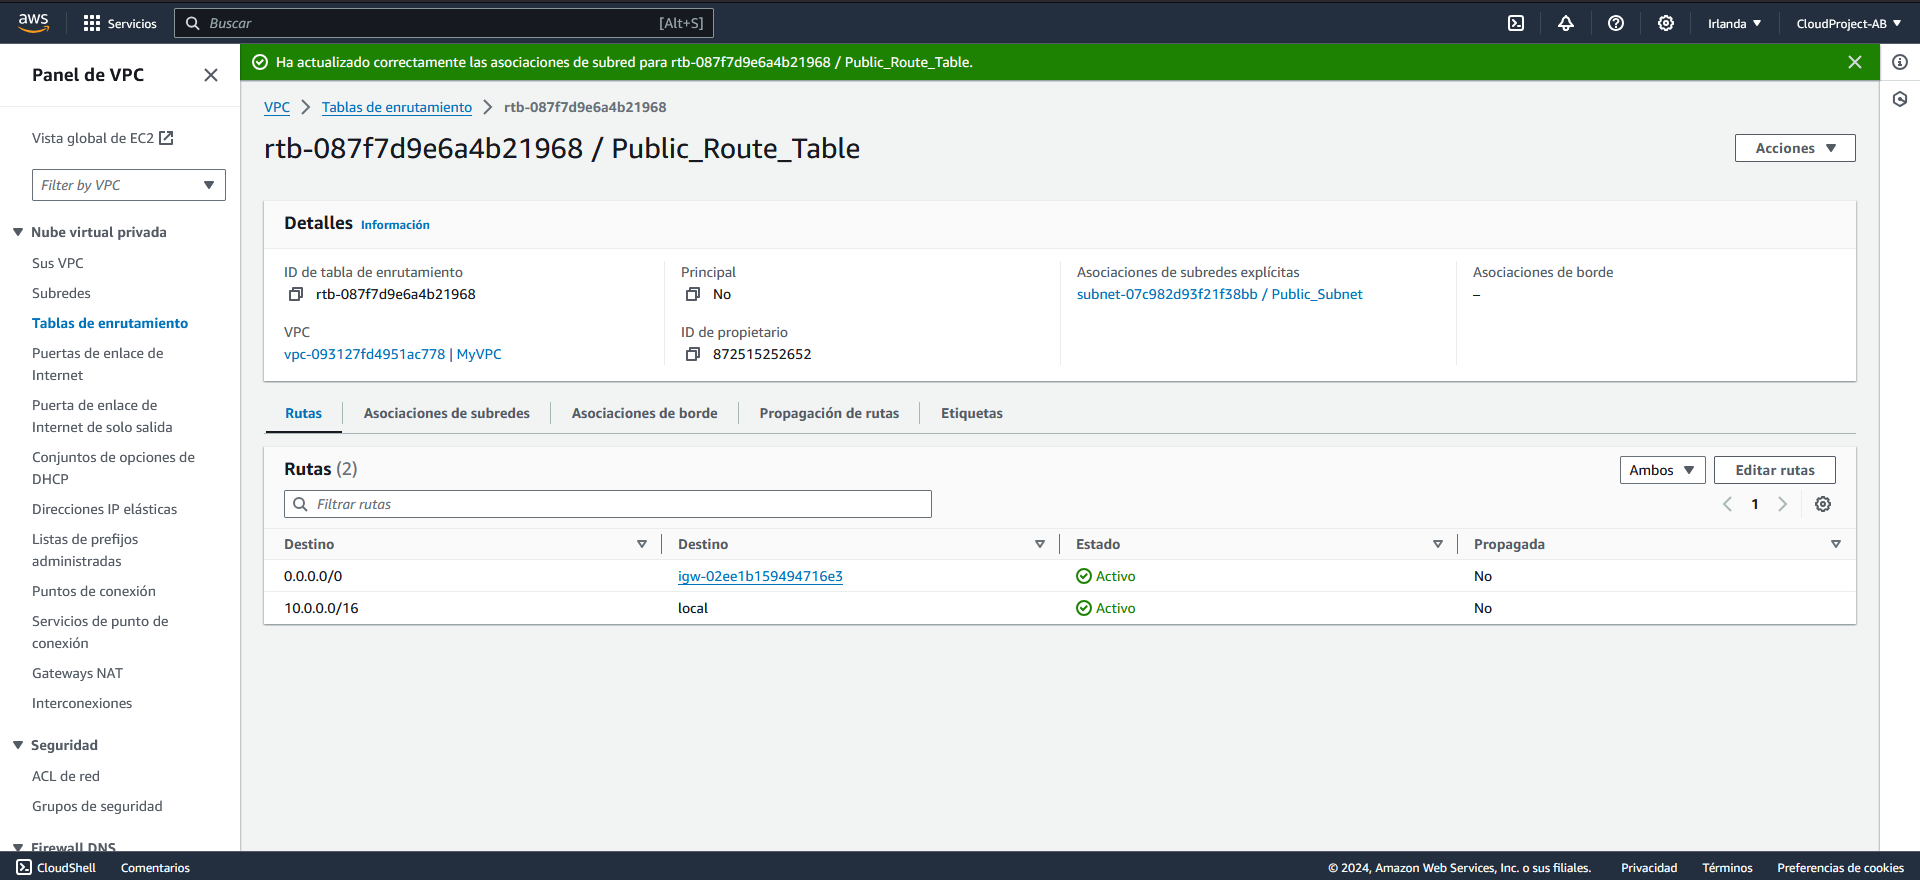 aws
Servicios
Buscar
[Alt+S]
Irlanda
CloudProject-AB
Panel de VPC
Ha actualizado correctamente las asociaciones de subred para rtb-087f7d9e6a4b21968 / Public_Route_Table.
Vista global de EC2
Filter by VPC
Nube virtual privada
Sus VPC
Subredes
Tablas de enrutamiento
Puertas de enlace de
Internet
Puerta de enlace de
Internet de solo salida
Conjuntos de opciones de
DHCP
Direcciones IP elásticas
Listas de prefijos
administradas
Puntos de conexión
Servicios de punto de
conexión
Gateways NAT
Interconexiones
Seguridad
ACL de red
Grupos de seguridad
Firewall DNS
VPC
Tablas de enrutamiento
rtb-087f7d9e6a4b21968
rtb-087f7d9e6a4b21968 / Public_Route_Table
Acciones
Detalles Información
ID de tabla de enrutamiento
rtb-087f7d9e6a4b21968
Principal
No
Asociaciones de subredes explícitas
subnet-07c982d93f21f38bb / Public_Subnet
Asociaciones de borde
–
VPC
vpc-093127fd4951ac778 | MyVPC
ID de propietario
872515252652
Rutas
Asociaciones de subredes
Asociaciones de borde
Propagación de rutas
Etiquetas
Rutas (2)
Ambos
Editar rutas
Filtrar rutas
1
Destino Destino Estado Propagada
0.0.0.0/0 igw-02ee1b159494716e3 Activo No
10.0.0.0/16 local Activo No
CloudShell
Comentarios
© 2024, Amazon Web Services, Inc. o sus filiales.
Privacidad
Términos
Preferencias de cookies